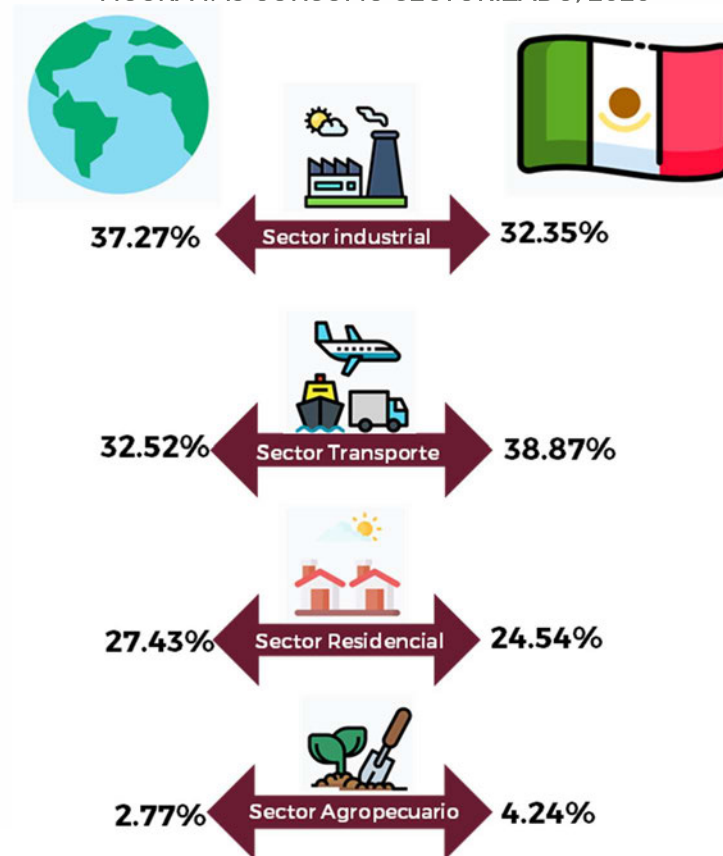 37.27% Sector industrial 32.35%
32.52% Sector Transporte 38.87%
27.43% Sector Residencial 24.54%
2.77% Sector Agropecuario 4.24%